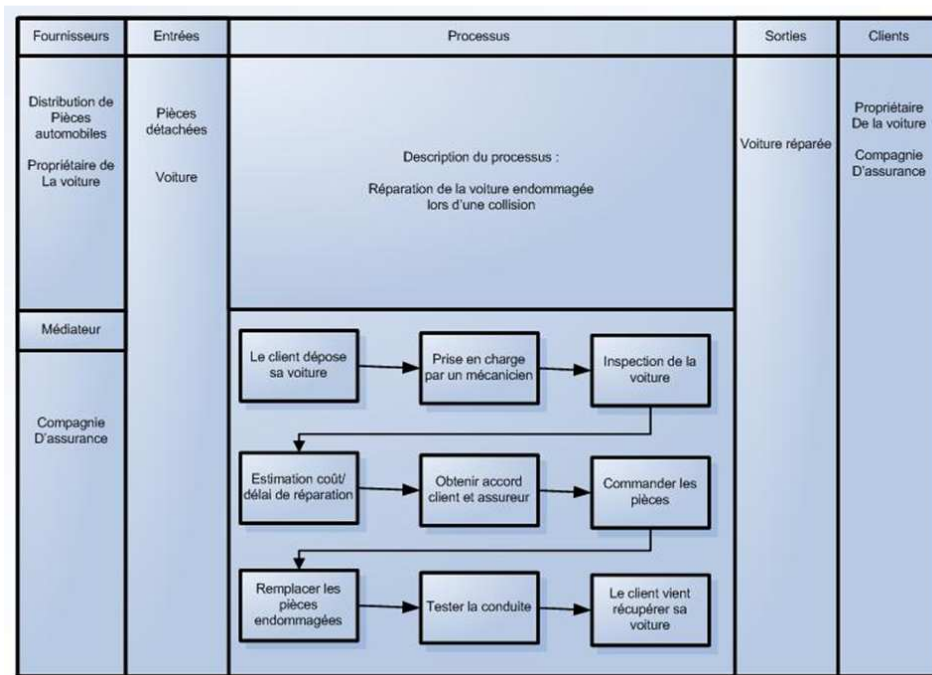 Fournisseurs
Entrées
Processus
Sorties
Clients
Distribution de
Pièces
automobiles
Propriétaire de
La voiture
Pièces
détachées
Voiture
Description du processus :
Réparation de la voiture endommagée
lors d'une collision
Voiture réparée
Propriétaire
De la voiture
Compagnie
D'assurance
Médiateur
Compagnie
D'assurance
Le client dépose
sa voiture
Prise en charge
par un mécanicien
Inspection de la
voiture
Estimation coût/
délai de réparation
Obtenir accord
client et assureur
Commander les
pièces
Remplacer les
pièces
endommagées
Tester la conduite
Le client vient
récupérer sa
voiture